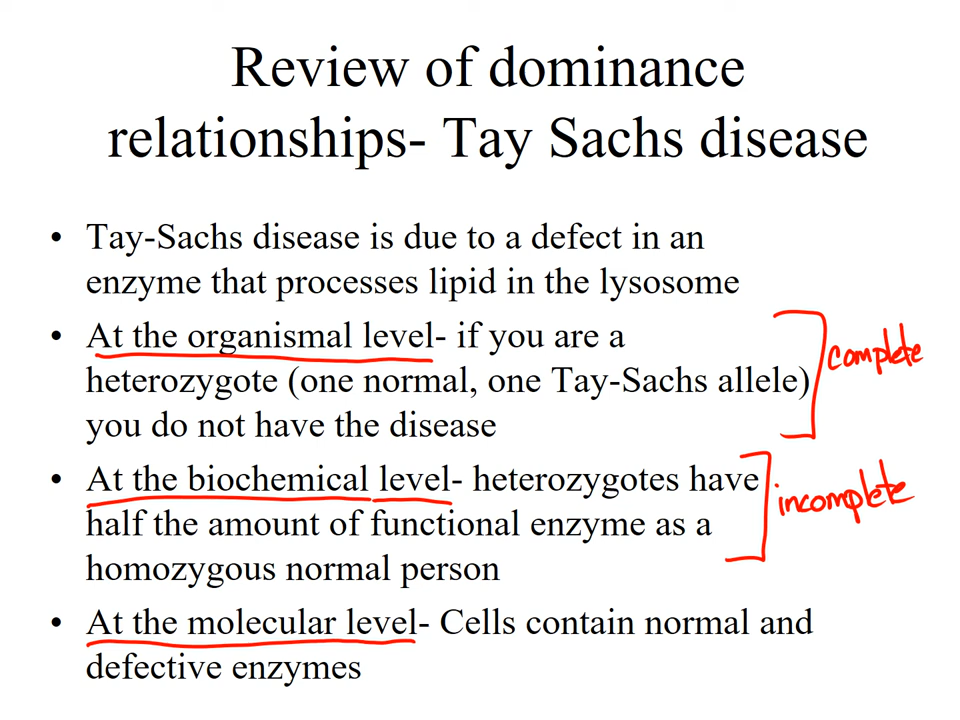 Review of dominance
relationships- Tay Sachs disease
• Tay-Sachs disease is due to a defect in an
enzyme that processes lipid in the lysosome
• At the organismal level- if you are a
heterozygote (one normal, one Tay-Sachs allele)
you do not have the disease
complete
• At the biochemical level- heterozygotes have
half the amount of functional enzyme as a
homozygous normal person
incomplete
• At the molecular level- Cells contain normal and
defective enzymes